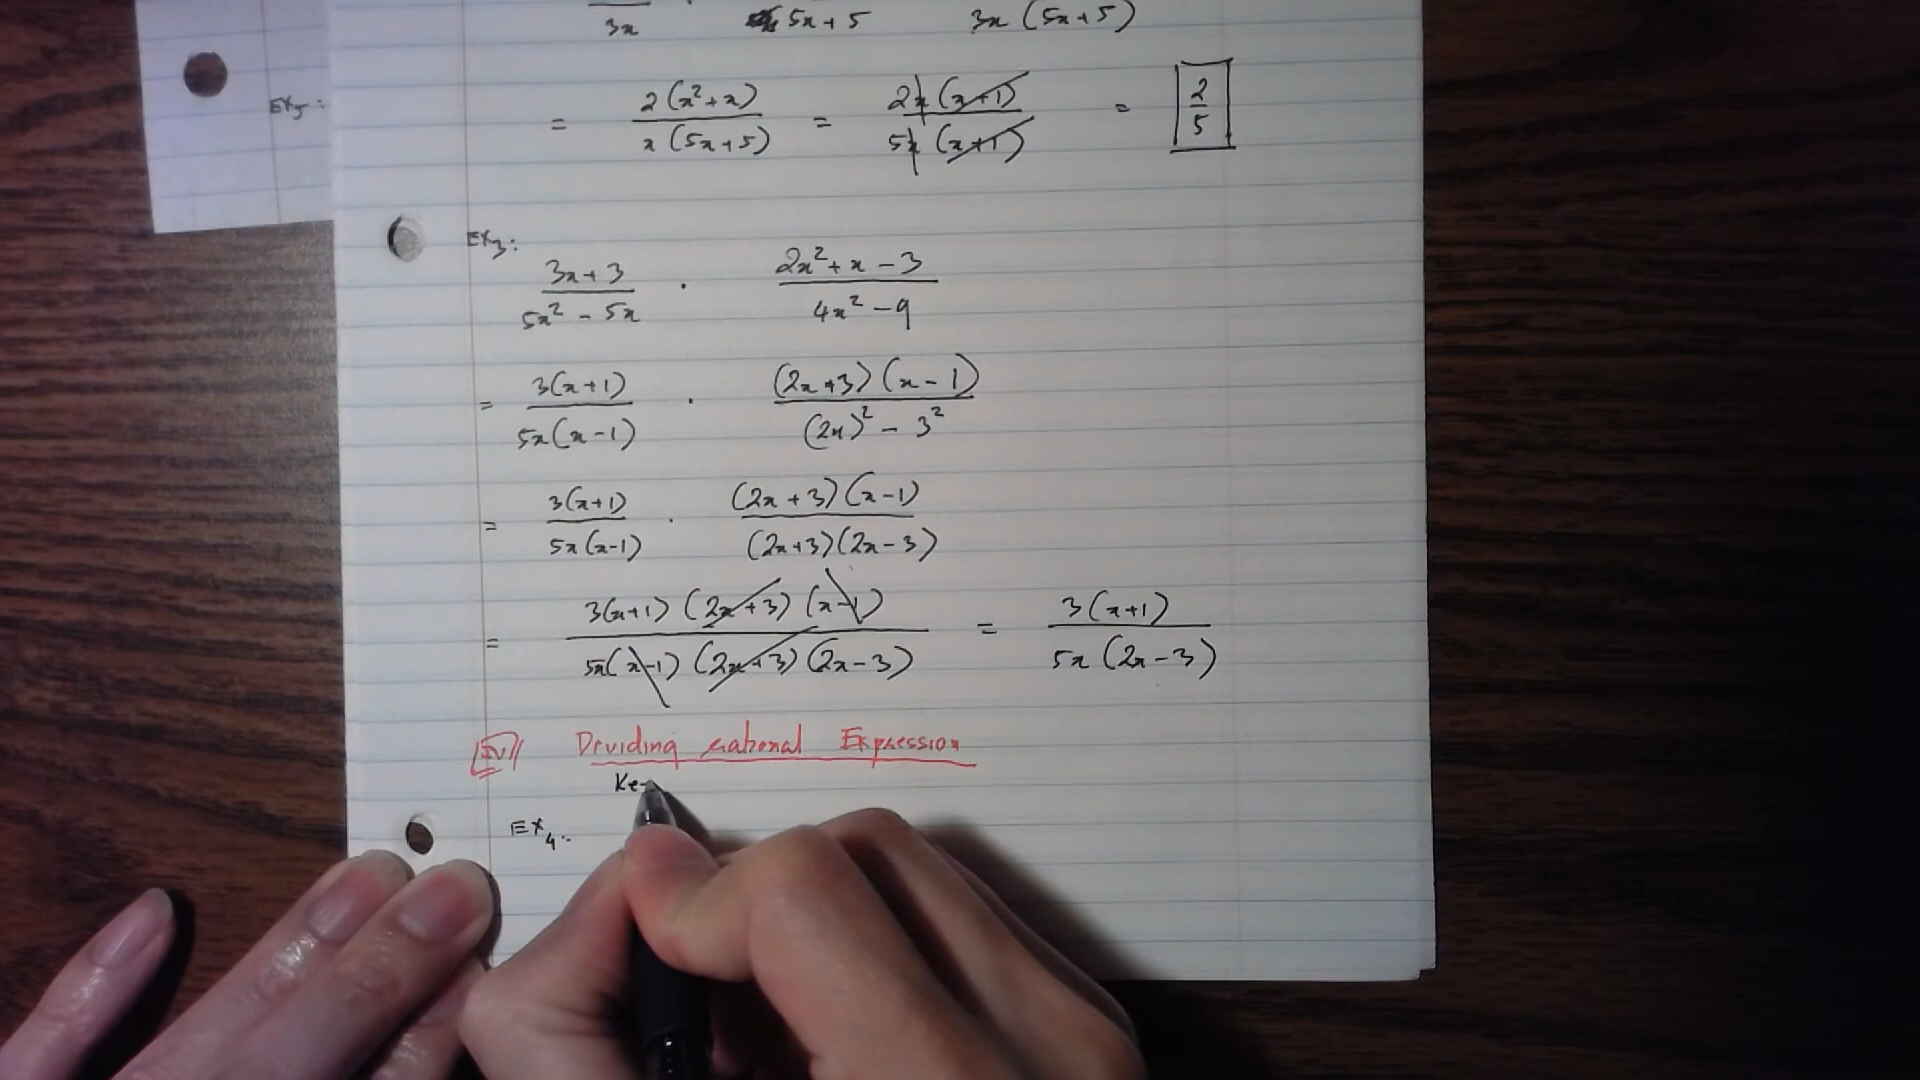 3x 5x + 5 3x (5x+5)
= 2(x²+x) / x(5x+5) = 2x(x+1) / 5x(x+1) = 2/5
Ex5:
Ex3:
3x+3 / 5x² - 5x · 2x²+x-3 / 4x²-9
= 3(x+1) / 5x(x-1) · (2x+3)(x-1) / (2x)² - 3²
= 3(x+1) / 5x(x-1) · (2x+3)(x-1) / (2x+3)(2x-3)
= 3(x+1)(2x+3)(x-1) / 5x(x-1)(2x+3)(2x-3) = 3(x+1) / 5x(2x-3)
IV// Dividing rational Expression
Ke
Ex4: